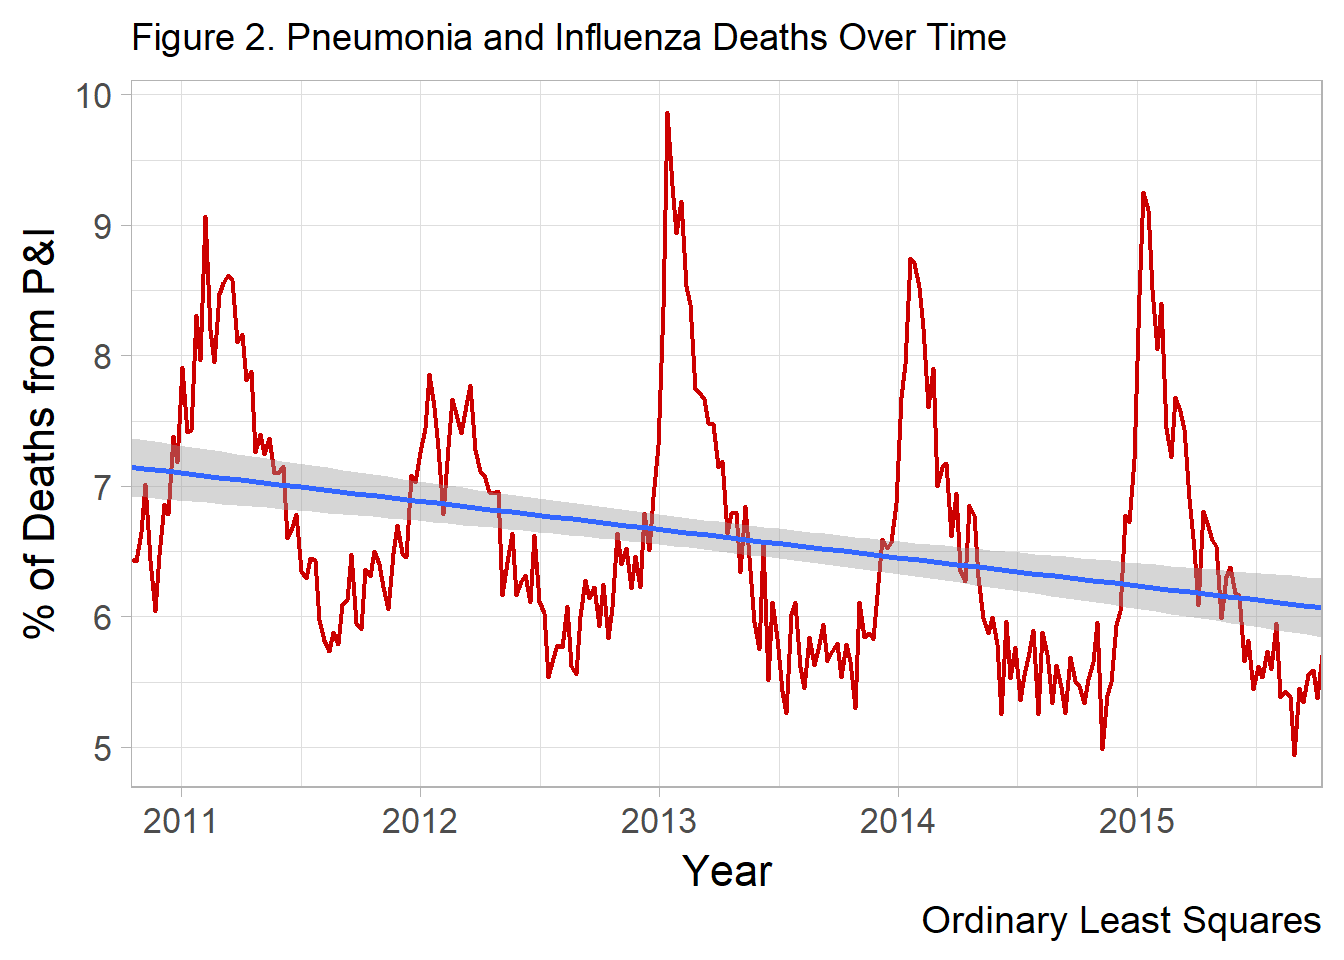 Figure 2. Pneumonia and Influenza Deaths Over Time
% of Deaths from P&I
10
9
8
7
6
5
2011 2012 2013 2014 2015
Year
Ordinary Least Squares